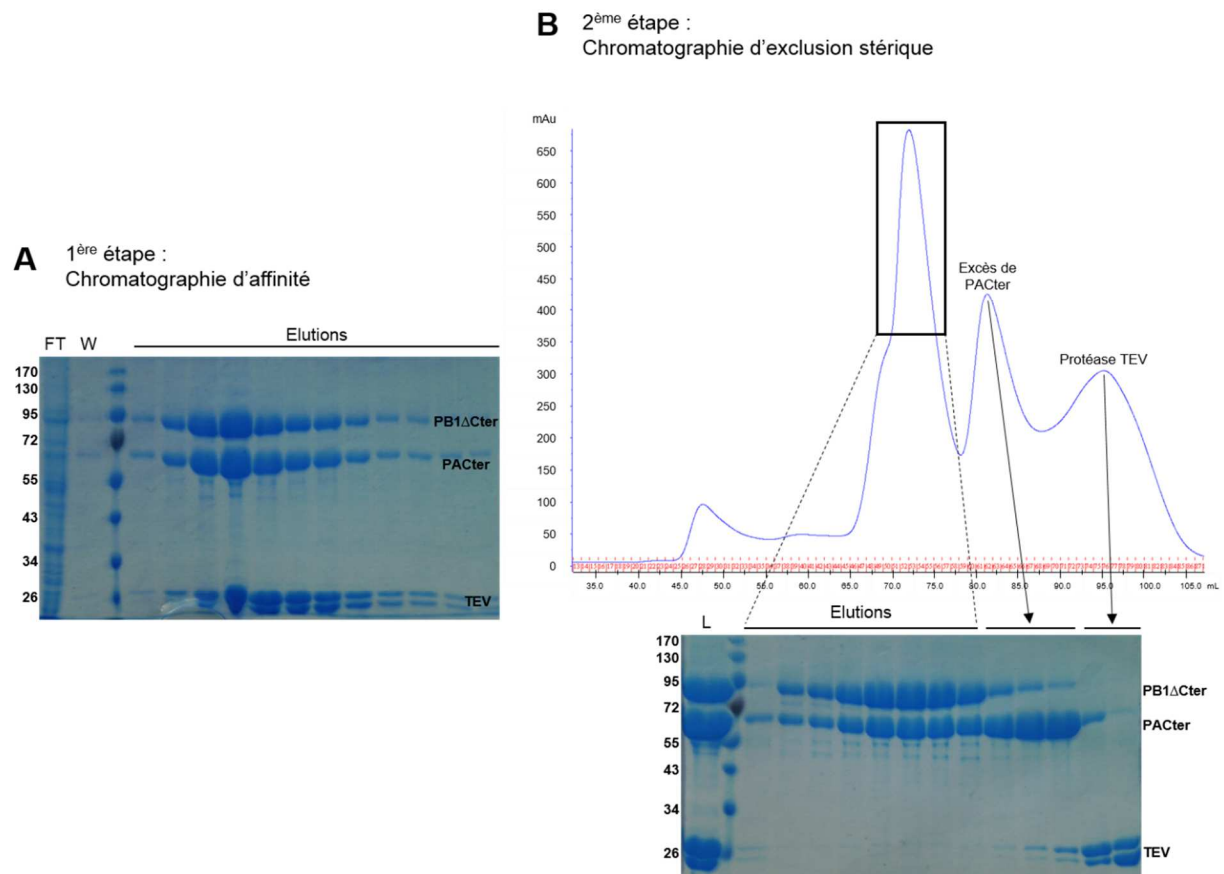 B 2ème étape :
Chromatographie d'exclusion stérique
mAu
650
600
550
500
450
400
350
300
250
200
150
100
50
0
Excès de
PACter
Protéase TEV
35.0 40.0 45.0 50.0 55.0 60.0 65.0 70.0 75.0 80.0 85.0 90.0 95.0 100.0 105.0 mL
A 1ère étape :
Chromatographie d'affinité
FT W Elutions
170
130
95
72
55
43
34
26
PB1ΔCter
PACter
TEV
L Elutions
170
130
95
72
55
43
34
26
PB1ΔCter
PACter
TEV